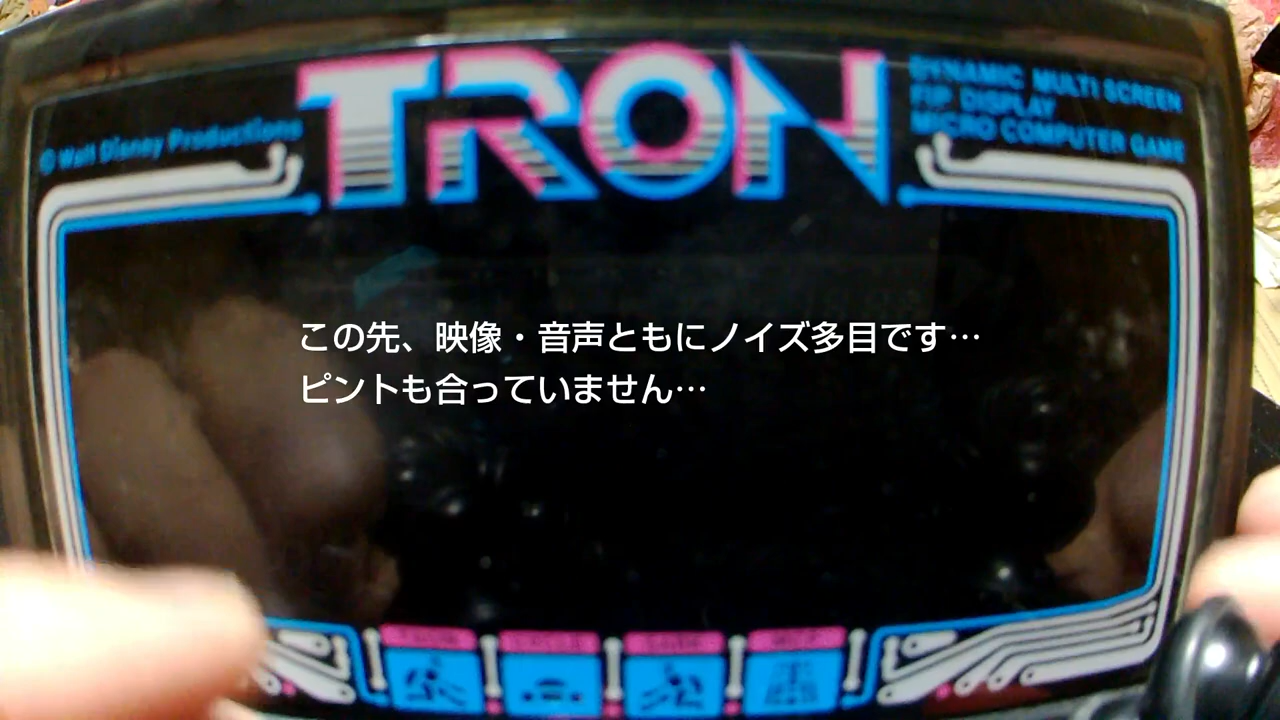 TRON
© Walt Disney Productions
DYNAMIC MULTI SCREEN
FIP DISPLAY
MICRO COMPUTER GAME
この先、映像・音声ともにノイズ多目です…
ピントも合っていません…